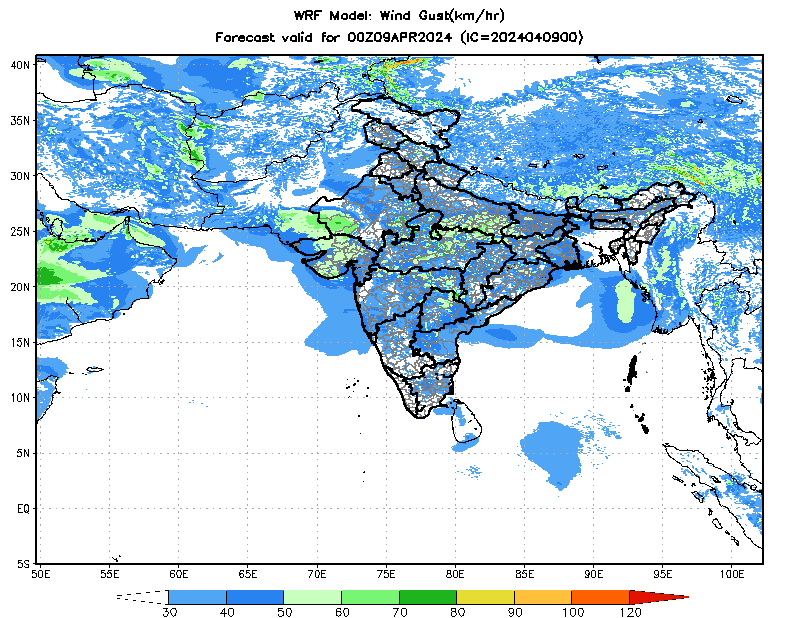 WRF Model: Wind Gust(km/hr)
Forecast valid for 00Z09APR2024 (IC=2024040900)
40N
35N
30N
25N
20N
15N
10N
5N
EQ
5S
50E 55E 60E 65E 70E 75E 80E 85E 90E 95E 100E
30 40 50 60 70 80 90 100 120